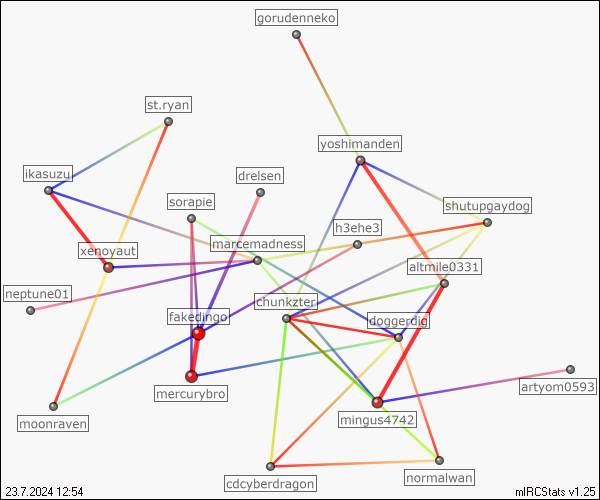 gorudenneko
st.ryan
yoshimanden
ikasuzu
drelsen
sorapie
shutupgaydog
h3ehe3
marcemadness
xenoyaut
altmile0331
neptune01
chunkzter
fakedingo
doggerdig
mercurybro
artyom0593
mingus4742
moonraven
normalwan
cdcyberdragon
23.7.2024 12:54
mIRCStats v1.25